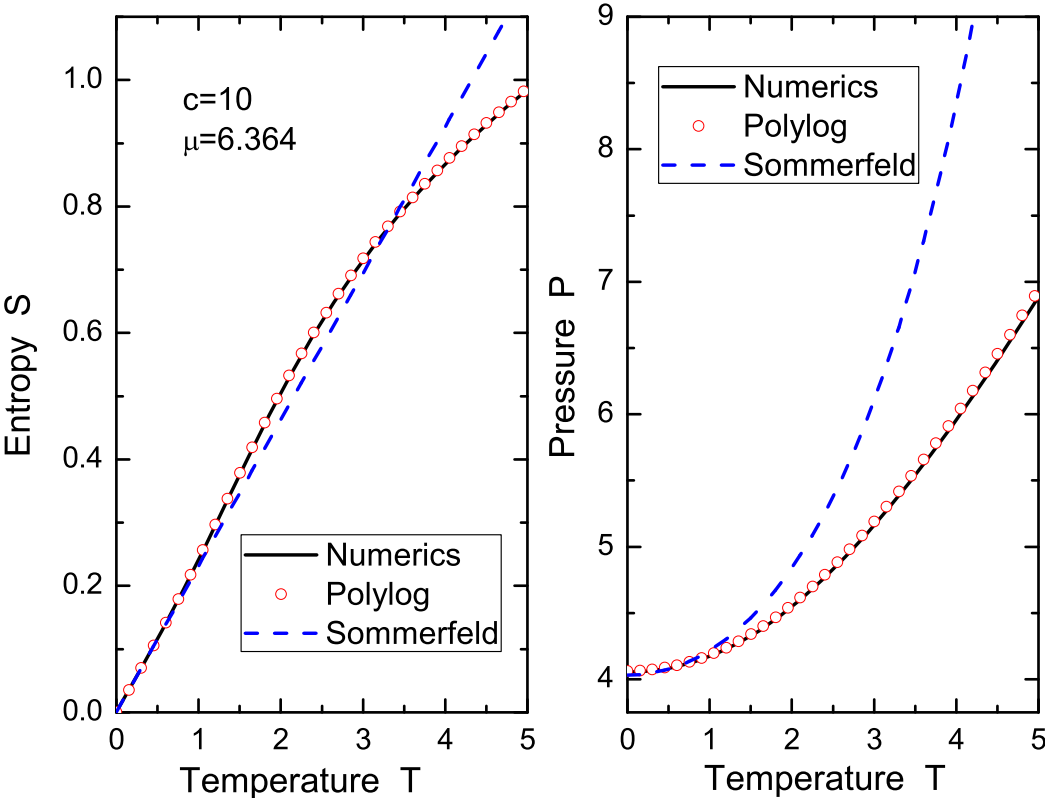 Entropy S
1.0
0.8
0.6
0.4
0.2
0.0
c=10
μ=6.364
Numerics
Polylog
Sommerfeld
0 1 2 3 4 5
Temperature T
Pressure P
9
8
7
6
5
4
Numerics
Polylog
Sommerfeld
0 1 2 3 4 5
Temperature T